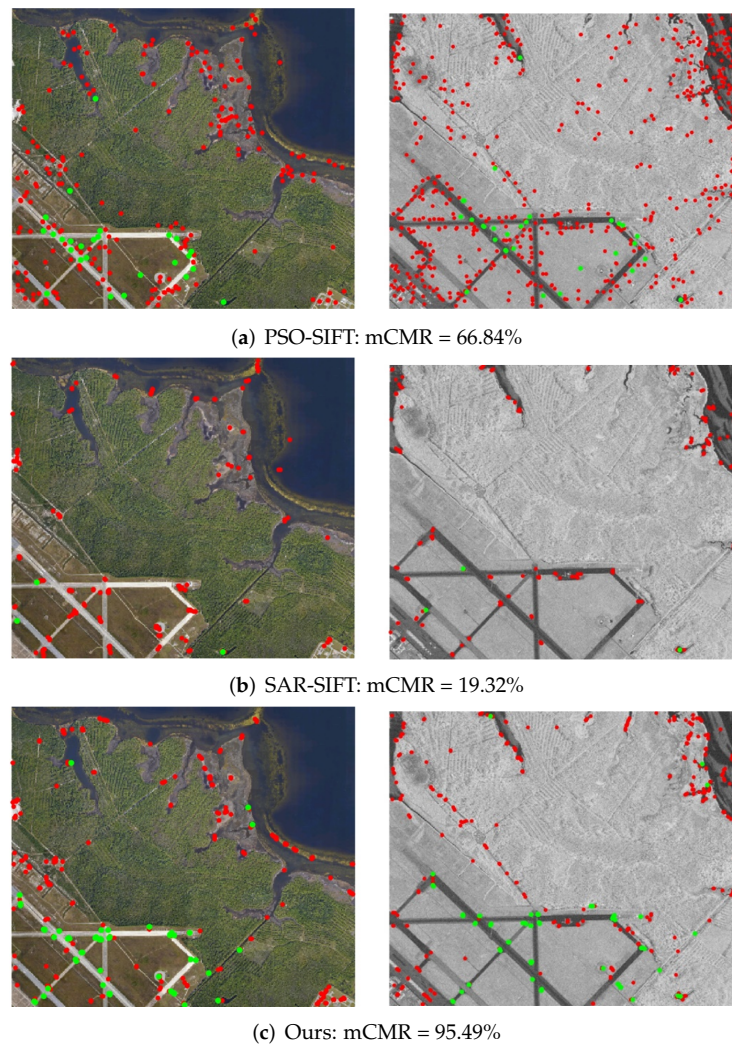 (a) PSO-SIFT: mCMR = 66.84%
(b) SAR-SIFT: mCMR = 19.32%
(c) Ours: mCMR = 95.49%